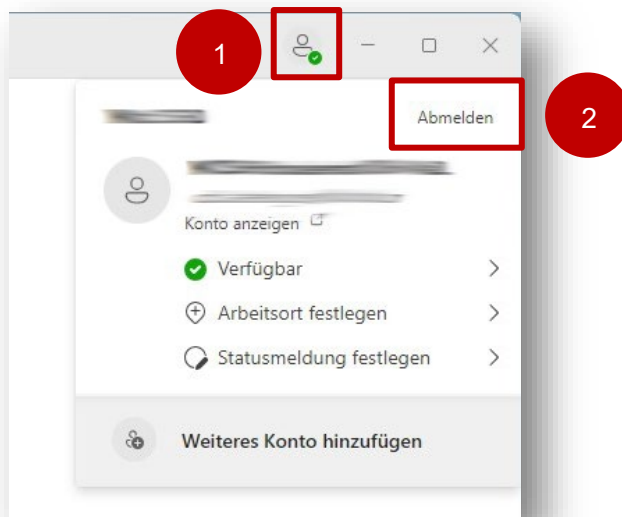 1
Abmelden
2
Konto anzeigen
Verfügbar
Arbeitsort festlegen
Statusmeldung festlegen
Weiteres Konto hinzufügen